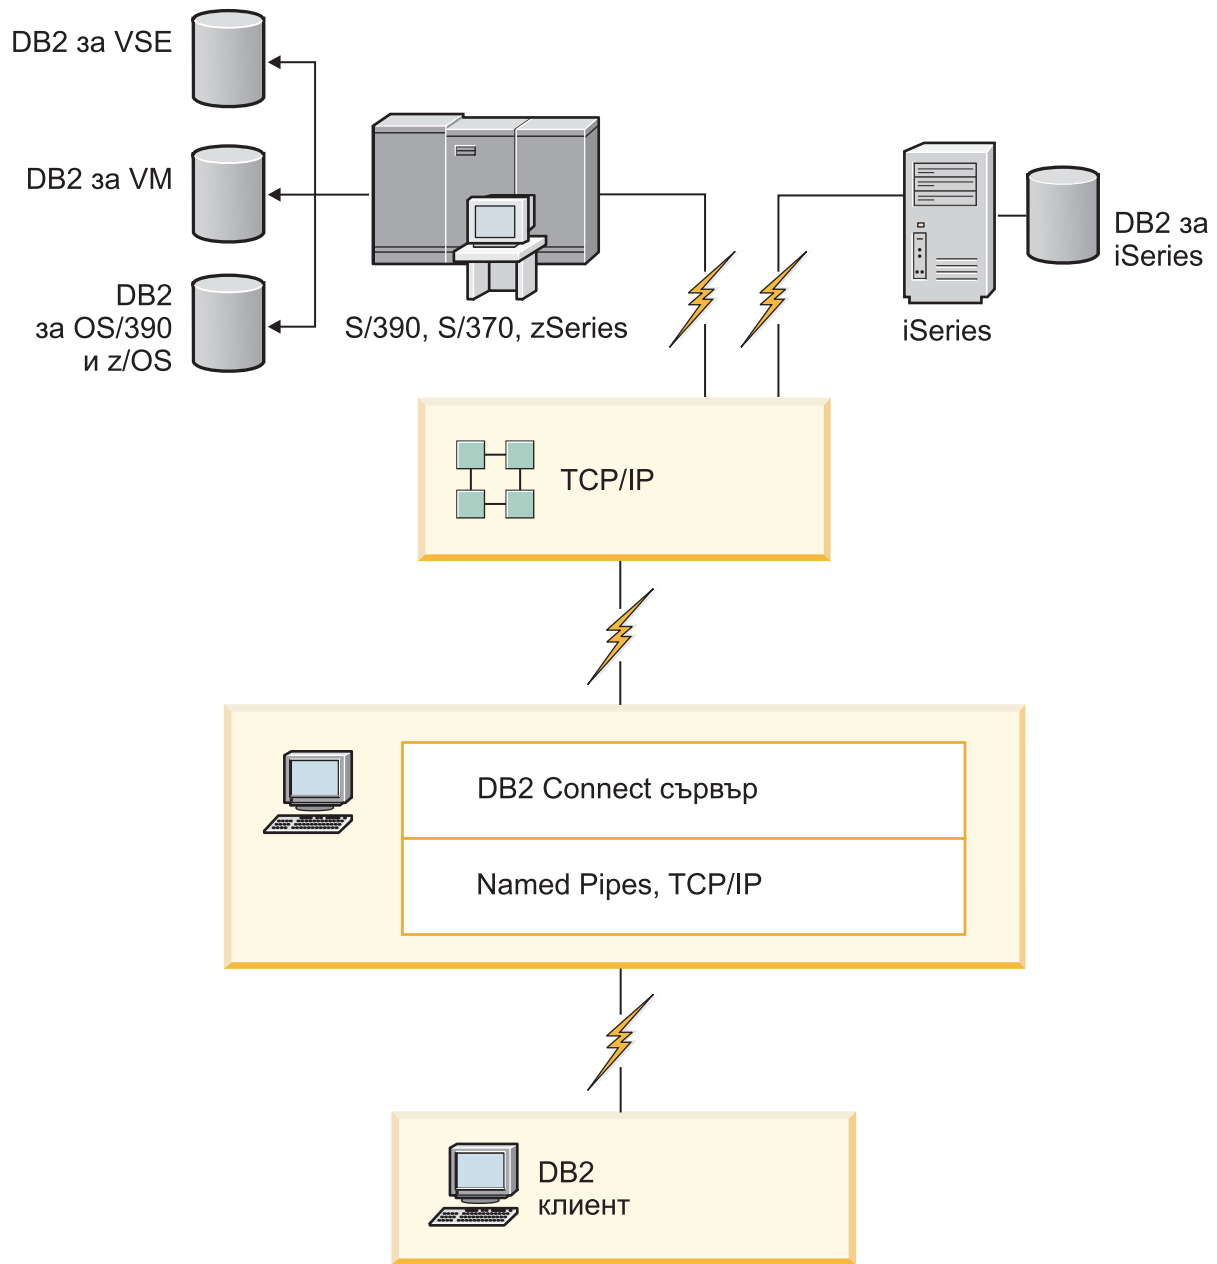 DB2 за VSE
DB2 за VM
DB2
за OS/390
и z/OS
S/390, S/370, zSeries
iSeries
DB2 за
iSeries
TCP/IP
DB2 Connect сървър
Named Pipes, TCP/IP
DB2
клиент